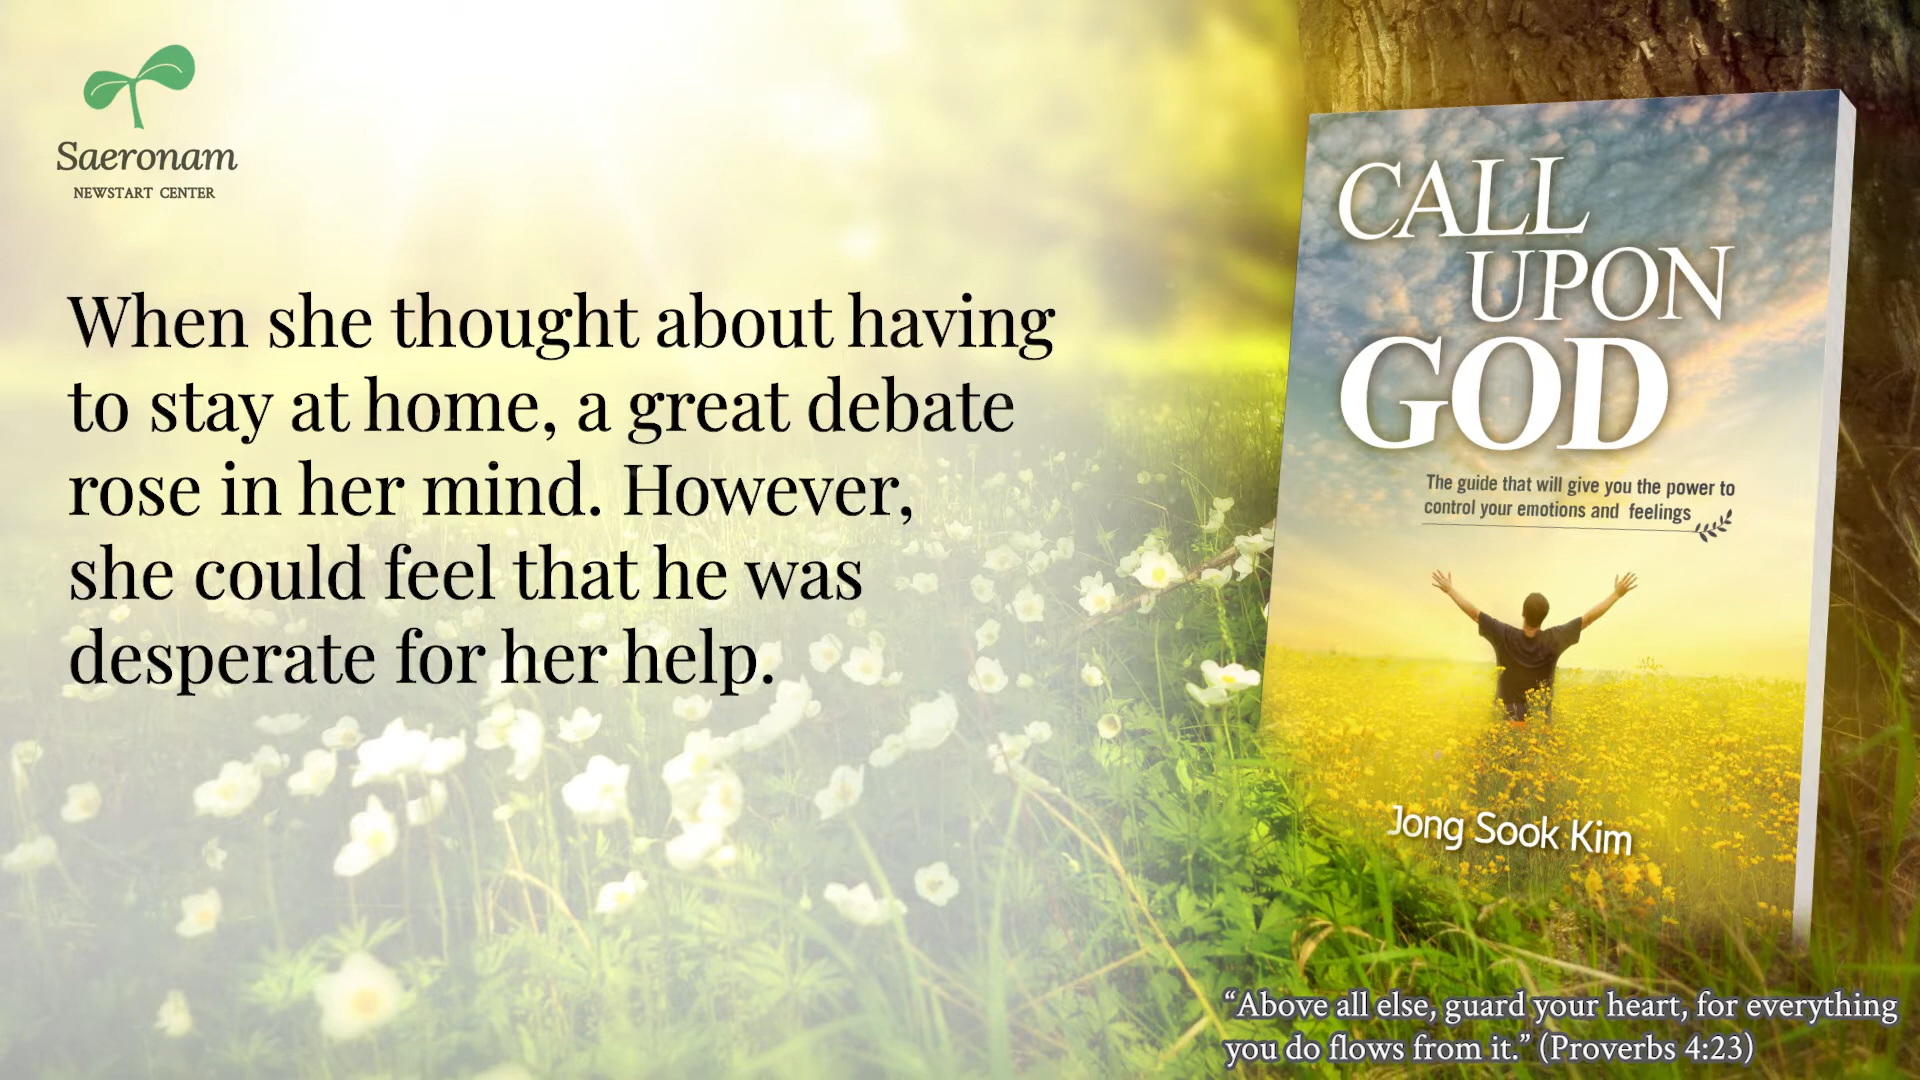 Saeronam
NEWSTART CENTER
When she thought about having
to stay at home, a great debate
rose in her mind. However,
she could feel that he was
desperate for her help.
CALL
UPON
GOD
The guide that will give you the power to
control your emotions and feelings
Jong Sook Kim
“Above all else, guard your heart, for everything
you do flows from it.” (Proverbs 4:23)